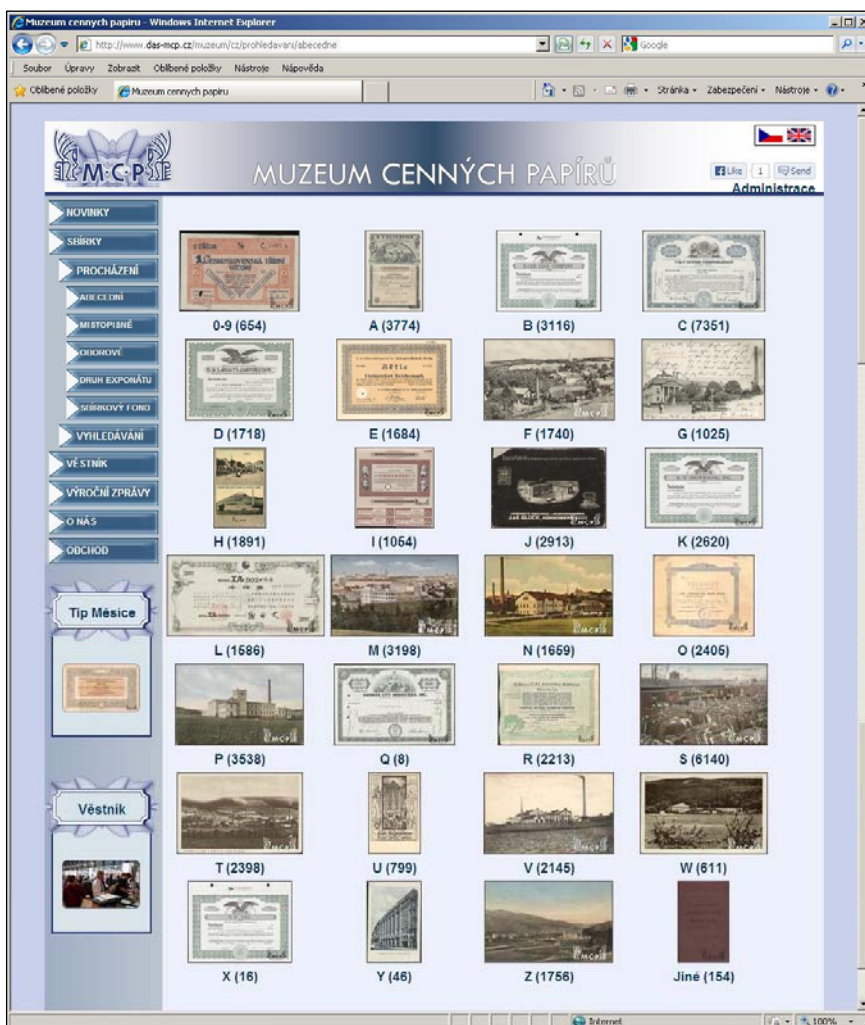 Muzeum cennych papiru - Windows Internet Explorer
http://www.das-mcp.cz/muzeum/cz/prohledavani/abecedne
Google
Soubor Úpravy Zobrazit Oblíbené položky Nástroje Nápověda
Oblíbené položky
Muzeum cennych papiru
Stránka
Zabezpečení
Nástroje
M·C·P
MUZEUM CENNÝCH PAPÍRŮ
Like 1 Send
Administrace
NOVINKY
SBÍRKY
PROCHÁZENÍ
ABECEDNÍ
MÍSTOPISNÉ
OBOROVÉ
DRUH EXPONÁTU
SBÍRKOVÝ FOND
VYHLEDÁVÁNÍ
VĚSTNÍK
VÝROČNÍ ZPRÁVY
O NÁS
OBCHOD
Tip Měsíce
Věstník
0-9 (654) A (3774) B (3116) C (7351)
D (1718) E (1684) F (1740) G (1025)
H (1891) I (1054) J (2913) K (2620)
L (1586) M (3198) N (1659) O (2405)
P (3538) Q (8) R (2213) S (6140)
T (2398) U (799) V (2145) W (611)
X (16) Y (46) Z (1756) Jiné (154)
Internet
100%